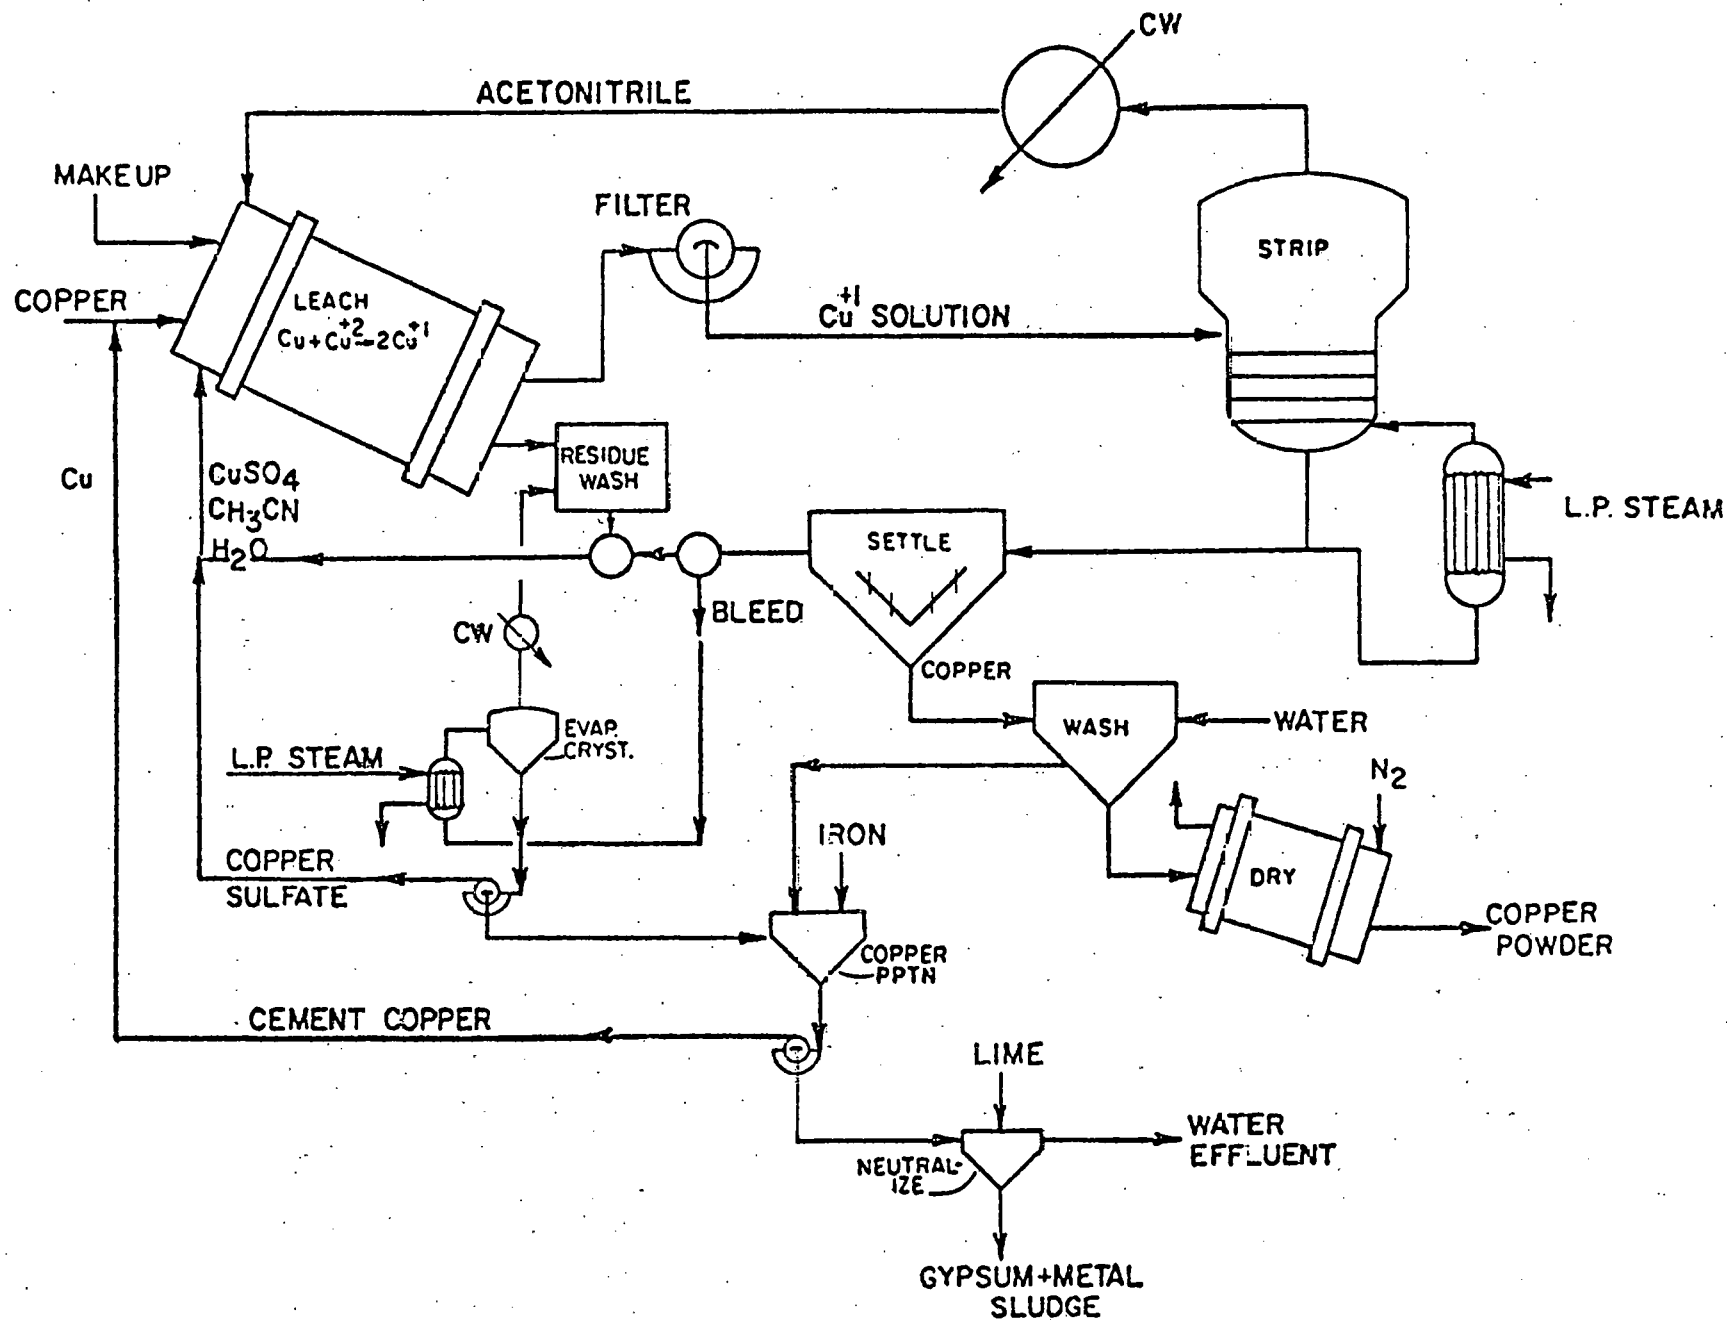 CW
ACETONITRILE
MAKEUP
FILTER
STRIP
COPPER
LEACH
Cu+Cu+2→2Cu+1
Cu+1 SOLUTION
RESIDUE
WASH
Cu
CuSO4
CH3CN
H2O
SETTLE
L.P. STEAM
BLEED
CW
COPPER
WASH
WATER
EVAP.
CRYST.
L.P. STEAM
N2
IRON
DRY
COPPER
SULFATE
COPPER
POWDER
COPPER
PPTN
CEMENT COPPER
LIME
WATER
EFFLUENT
NEUTRAL-
IZE
GYPSUM+METAL
SLUDGE